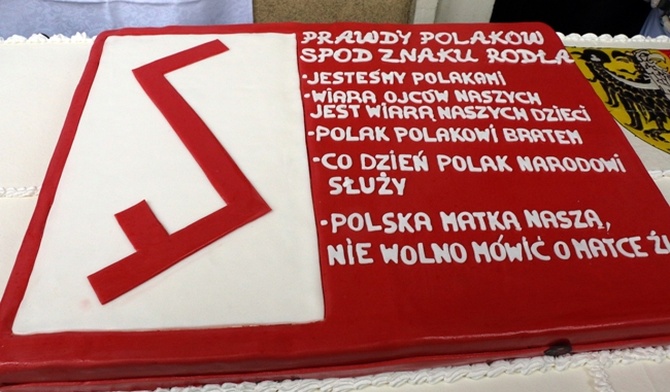 PRAWDY POLAKÓW
SPOD ZNAKU RODŁA
•JESTEŚMY POLAKAMI
•WIARA OJCÓW NASZYCH
JEST WIARĄ NASZYCH DZIECI
•POLAK POLAKOWI BRATEM
•CO DZIEŃ POLAK NARODOWI
SŁUŻY
•POLSKA MATKĄ NASZĄ,
NIE WOLNO MÓWIĆ O MATCE